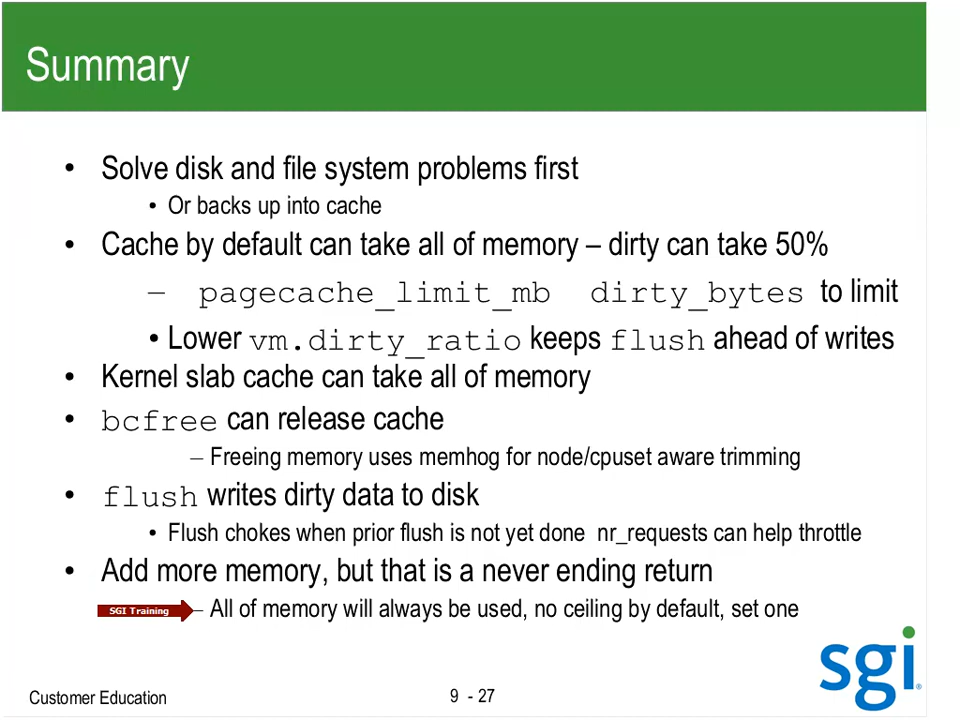 Summary
• Solve disk and file system problems first
• Or backs up into cache
• Cache by default can take all of memory – dirty can take 50%
– pagecache_limit_mb dirty_bytes to limit
• Lower vm.dirty_ratio keeps flush ahead of writes
• Kernel slab cache can take all of memory
• bcfree can release cache
– Freeing memory uses memhog for node/cpuset aware trimming
• flush writes dirty data to disk
• Flush chokes when prior flush is not yet done nr_requests can help throttle
• Add more memory, but that is a never ending return
SGI Training – All of memory will always be used, no ceiling by default, set one
sgi®
Customer Education 9 - 27